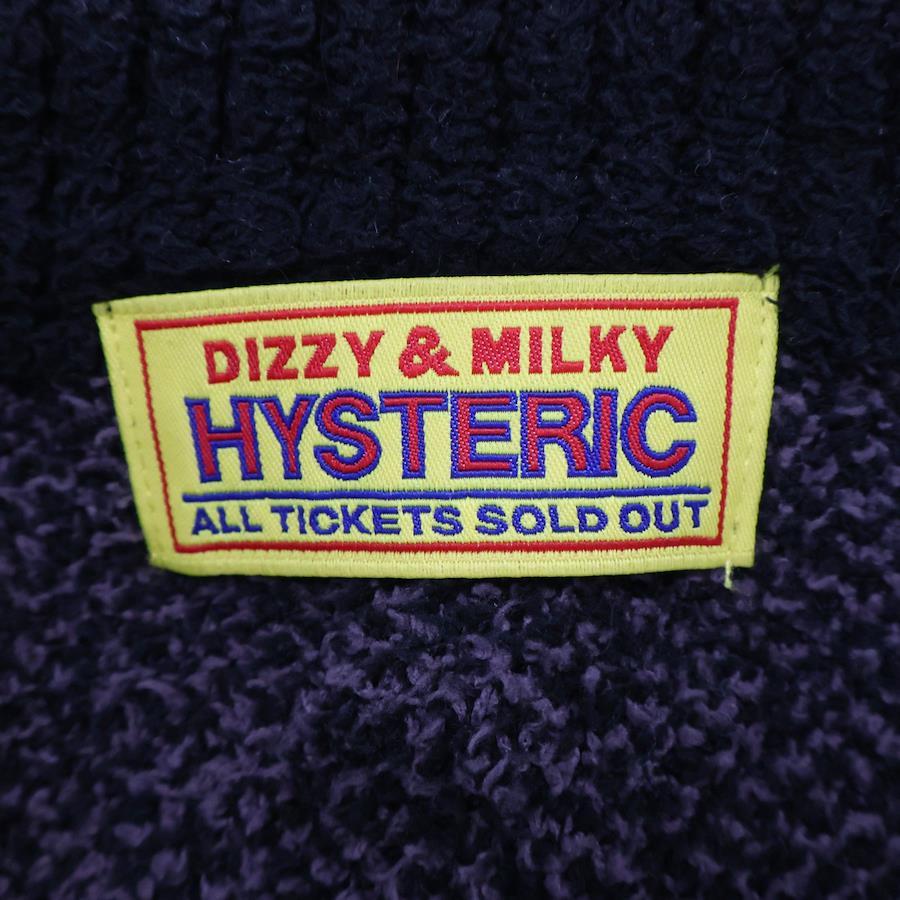 DIZZY & MILKY
HYSTERIC
ALL TICKETS SOLD OUT